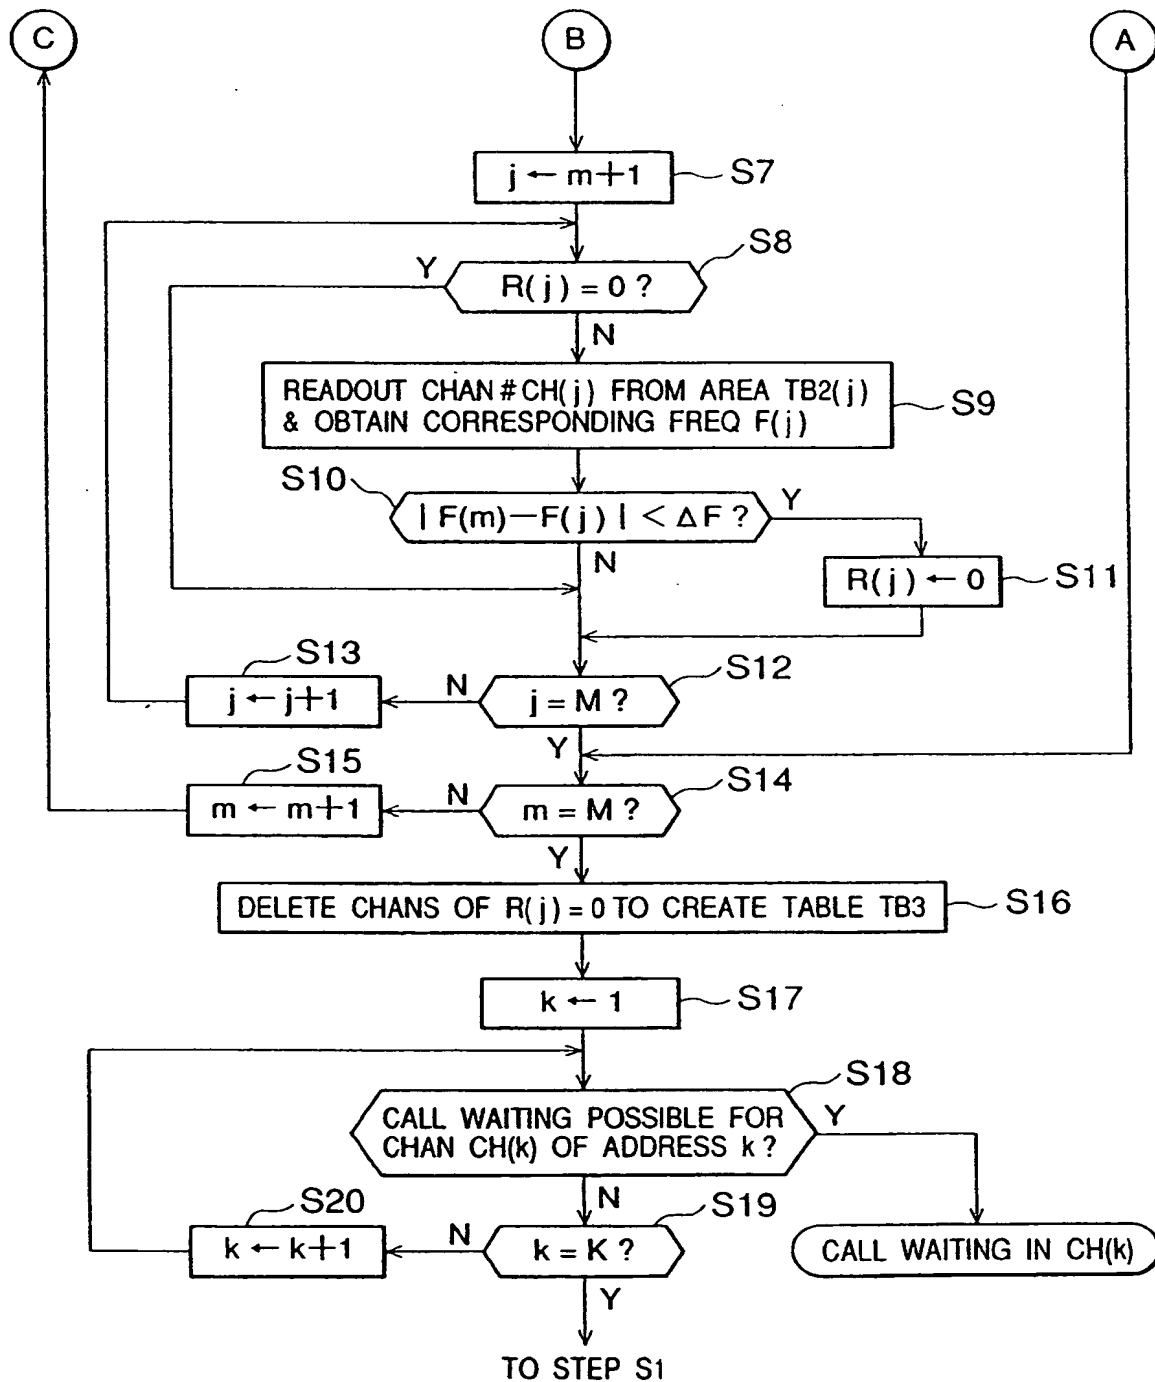 C
B
A
j ← m+1
S7
S8
Y
R(j) = 0 ?
N
READOUT CHAN # CH(j) FROM AREA TB2(j)
& OBTAIN CORRESPONDING FREQ F(j)
S9
S10
| F(m) − F(j) | < ΔF ?
Y
N
R(j) ← 0
S11
S13
S12
j ← j+1
N
j = M ?
Y
S15
S14
m ← m+1
N
m = M ?
Y
DELETE CHANS OF R(j) = 0 TO CREATE TABLE TB3
S16
k ← 1
S17
S18
CALL WAITING POSSIBLE FOR
CHAN CH(k) OF ADDRESS k ?
Y
N
S20
S19
k ← k+1
N
k = K ?
CALL WAITING IN CH(k)
Y
TO STEP S1